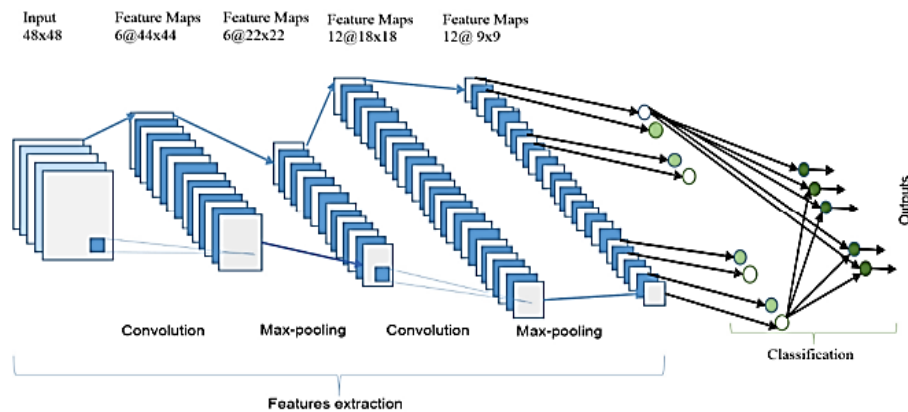 Input
48x48
Feature Maps
6@44x44
Feature Maps
6@22x22
Feature Maps
12@18x18
Feature Maps
12@ 9x9
Outputs
Convolution
Max-pooling
Convolution
Max-pooling
Classification
Features extraction